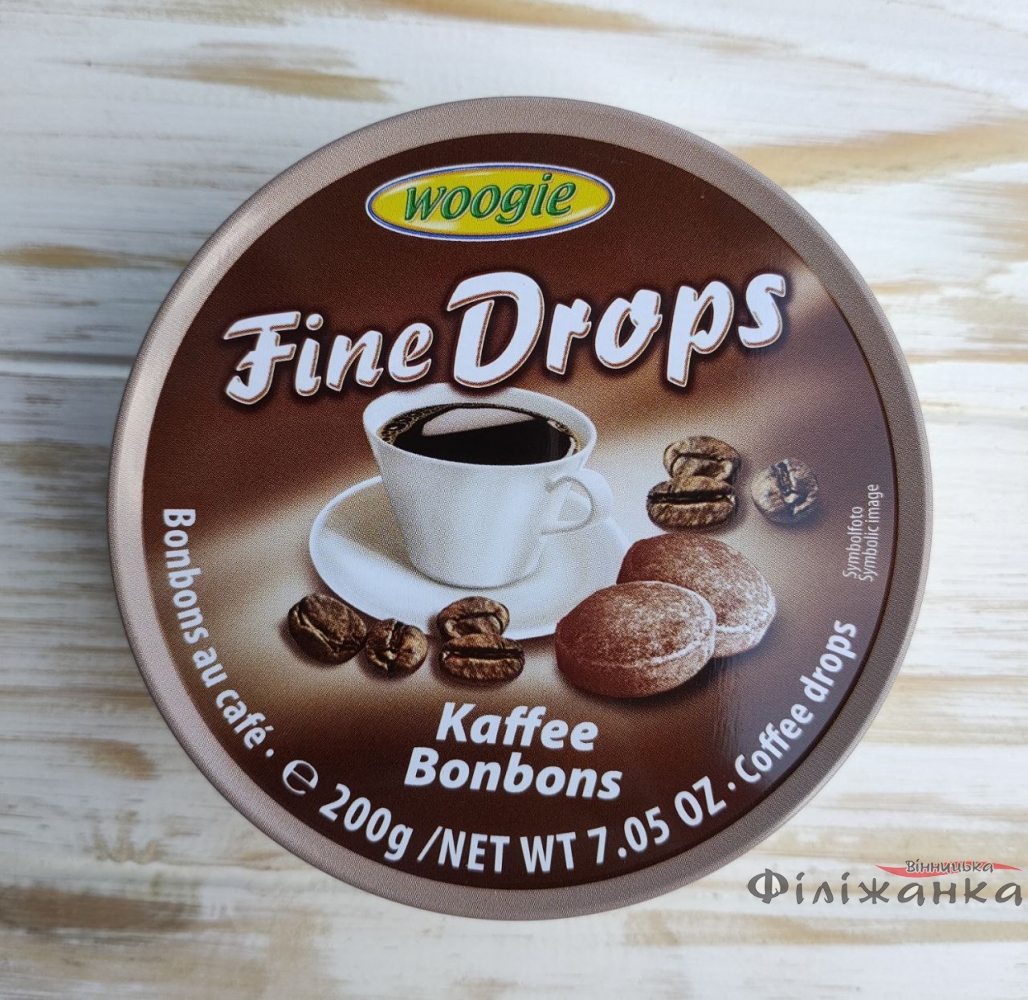 woogie
Fine Drops
Symbolfoto
Symbolic image
Kaffee
Bonbons
Bonbons au café · ℮ 200g /NET WT 7.05 OZ · Coffee drops
Вінницька
Філіжанка